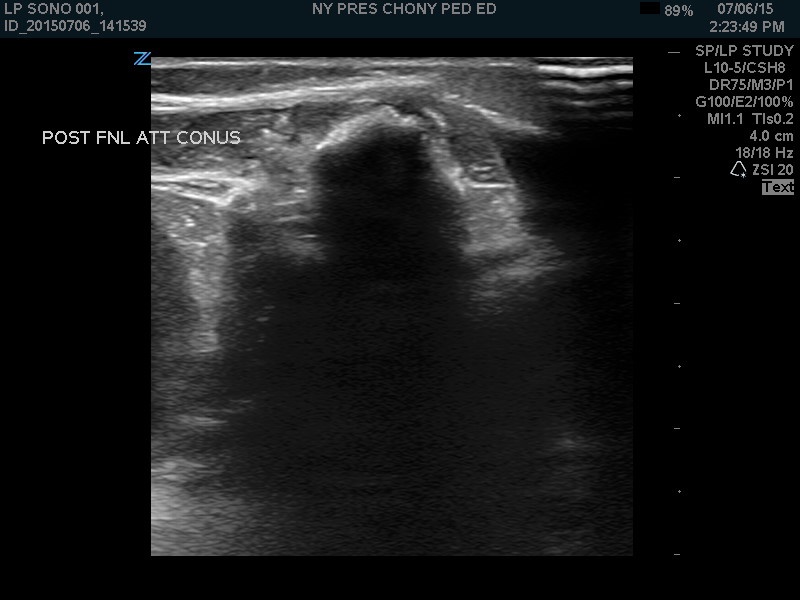 LP SONO 001,
ID_20150706_141539
NY PRES CHONY PED ED
89%
07/06/15
2:23:49 PM
Z
SP/LP STUDY
L10-5/CSH8
DR75/M3/P1
G100/E2/100%
MI1.1 TIs0.2
4.0 cm
18/18 Hz
ZSI 20
Text
POST FNL ATT CONUS